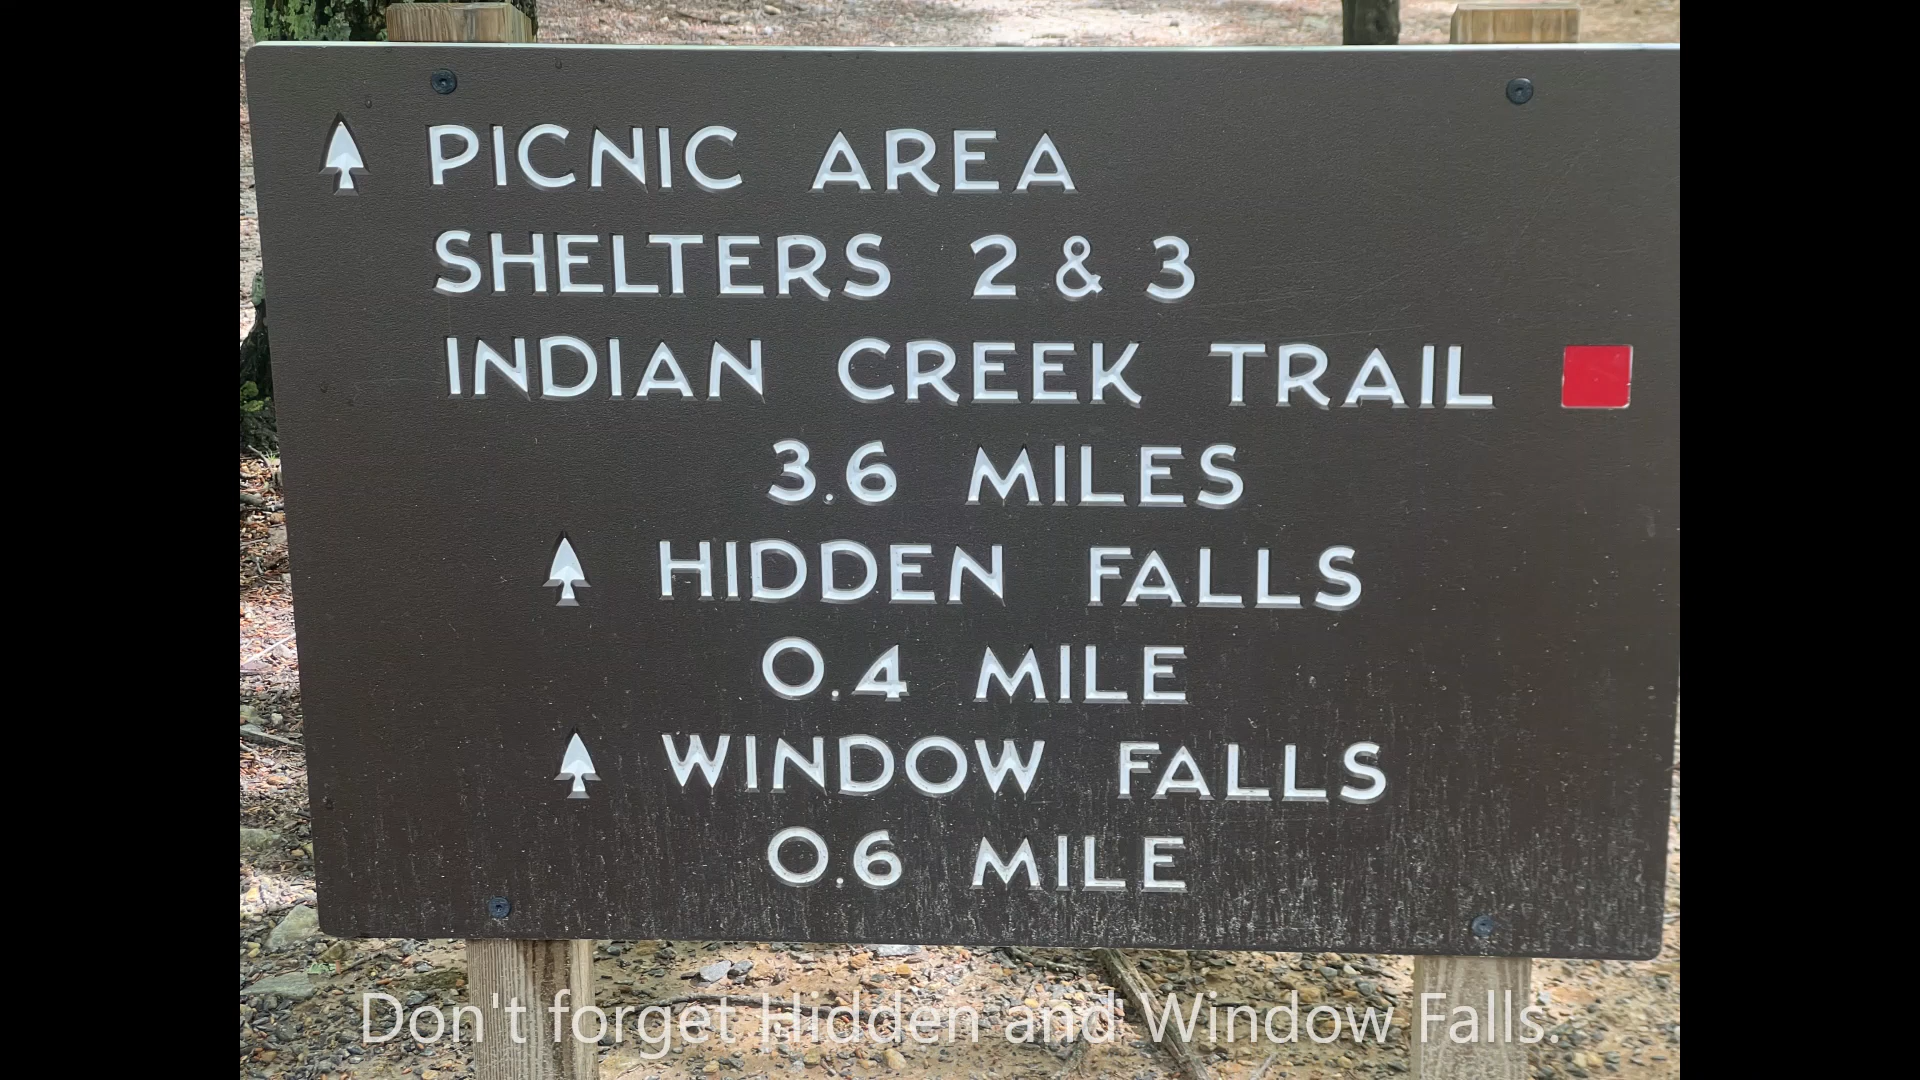 PICNIC AREA
SHELTERS 2 & 3
INDIAN CREEK TRAIL
3.6 MILES
HIDDEN FALLS
0.4 MILE
WINDOW FALLS
0.6 MILE
Don't forget Hidden and Window Falls.